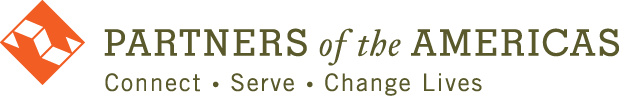 PARTNERS of the AMERICAS
Connect • Serve • Change Lives